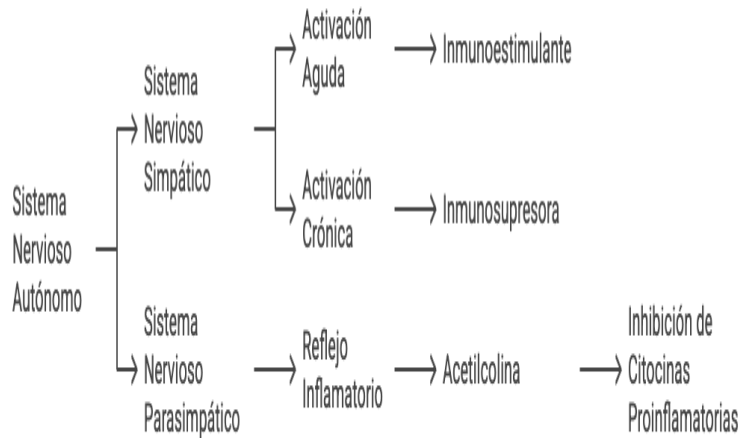 Sistema
Nervioso
Autónomo
Sistema
Nervioso
Simpático
Activación
Aguda
Inmunoestimulante
Activación
Crónica
Inmunosupresora
Sistema
Nervioso
Parasimpático
Reflejo
Inflamatorio
Acetilcolina
Inhibición de
Citocinas
Proinflamatorias